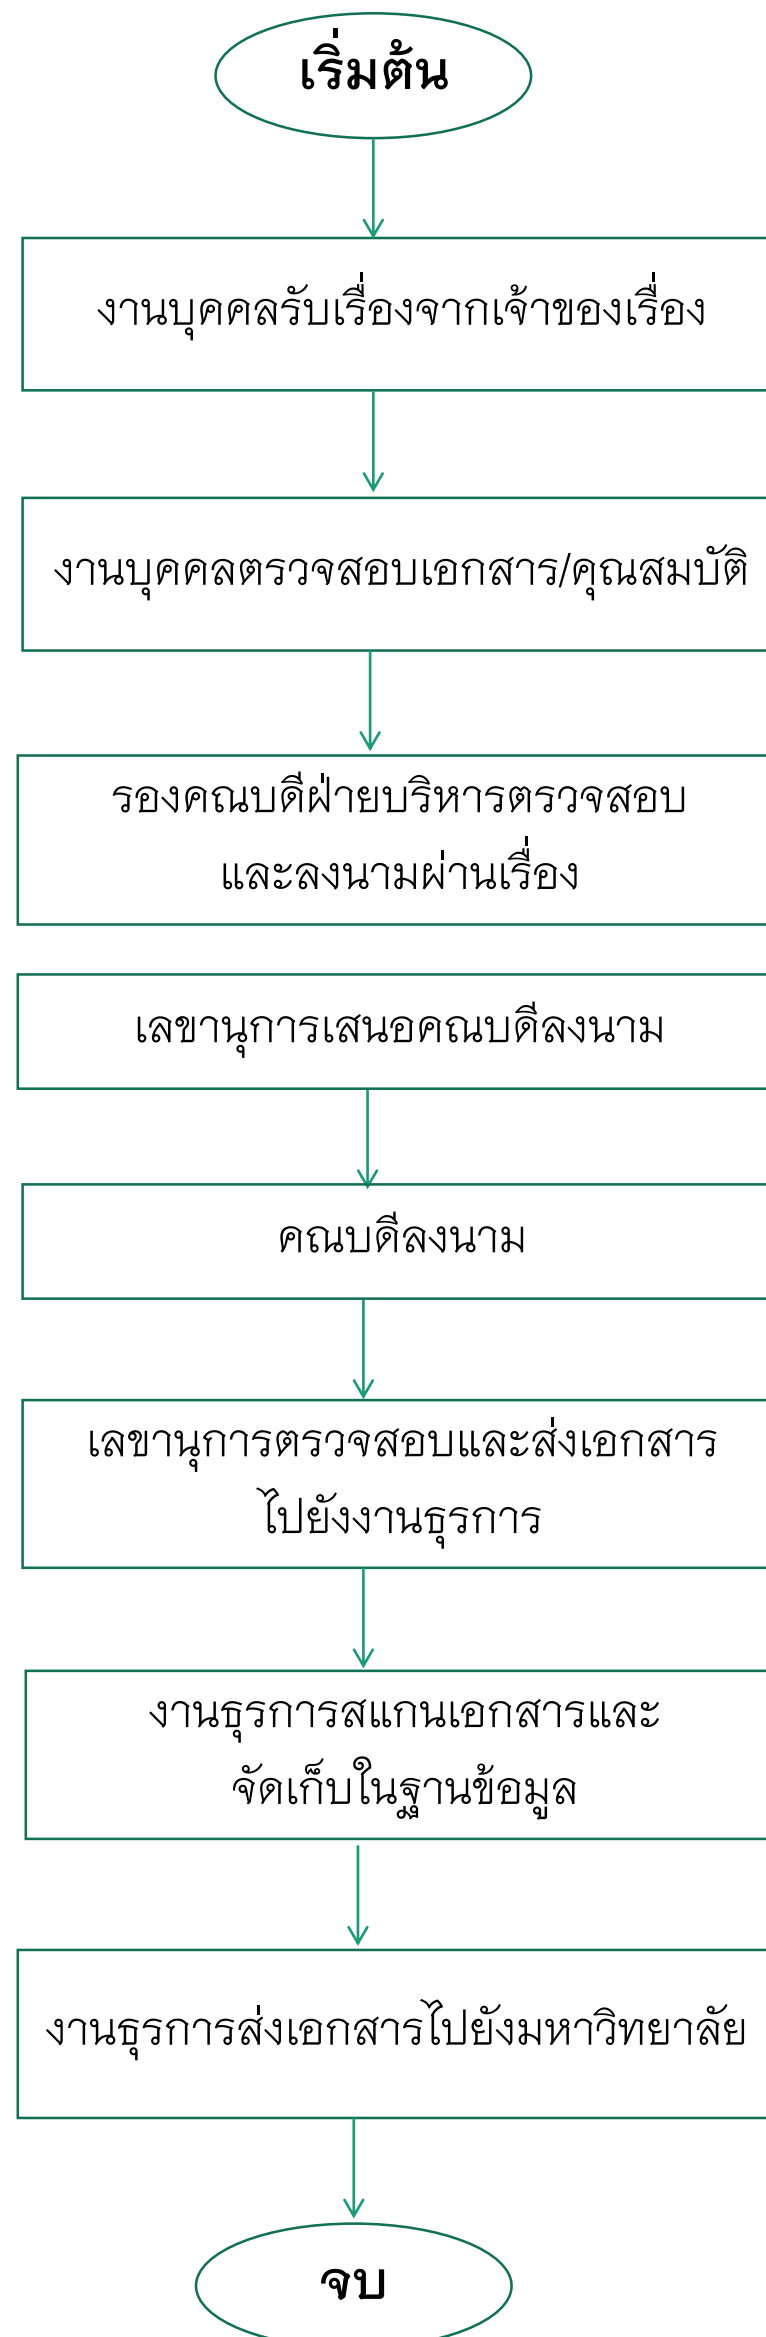 เริ่มต้น
งานบุคคลรับเรื่องจากเจ้าของเรื่อง
งานบุคคลตรวจสอบเอกสาร/คุณสมบัติ
รองคณบดีฝ่ายบริหารตรวจสอบ
และลงนามผ่านเรื่อง
เลขานุการเสนอคณบดีลงนาม
คณบดีลงนาม
เลขานุการตรวจสอบและส่งเอกสาร
ไปยังงานธุรการ
งานธุรการสแกนเอกสารและ
จัดเก็บในฐานข้อมูล
งานธุรการส่งเอกสารไปยังมหาวิทยาลัย
จบ